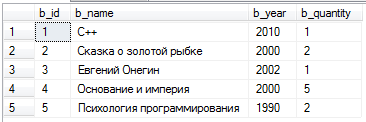 b_id b_name b_year b_quantity
1 1 C++ 2010 1
2 2 Сказка о золотой рыбке 2000 2
3 3 Евгений Онегин 2002 1
4 4 Основание и империя 2000 5
5 5 Психология программирования 1990 2